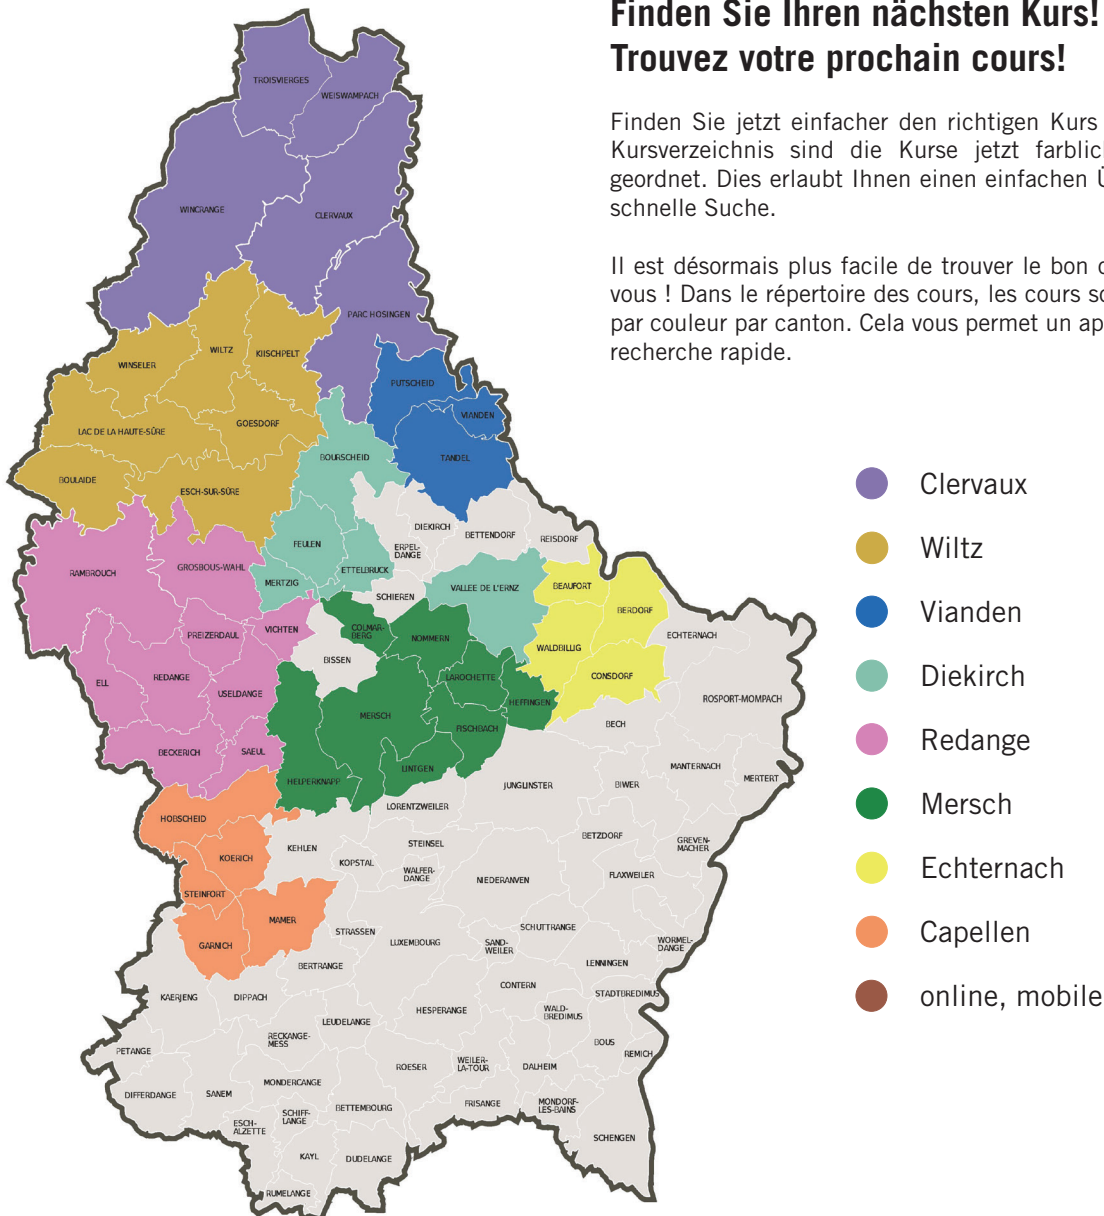 Finden Sie Ihren nächsten Kurs!
Trouvez votre prochain cours!
Finden Sie jetzt einfacher den richtigen Kurs
Kursverzeichnis sind die Kurse jetzt farblich
geordnet. Dies erlaubt Ihnen einen einfachen
schnelle Suche.
Il est désormais plus facile de trouver le bon
vous ! Dans le répertoire des cours, les cours
par couleur par canton. Cela vous permet un
recherche rapide.
Clervaux
Wiltz
Vianden
Diekirch
Redange
Mersch
Echternach
Capellen
online, mobile
TROISVIERGES
WEISWAMPACH
WINCRANGE
CLERVAUX
PARC HOSINGEN
WINSELER
WILTZ
KIISCHPELT
PUTSCHEID
VIANDEN
LAC DE LA HAUTE-SÛRE
GOESDORF
BOURSCHEID
TANDEL
BOULAIDE
ESCH-SUR-SÛRE
DIEKIRCH
BETTENDORF
REISDORF
FEULEN
ERPEL-
DANGE
RAMBROUCH
GROSBOUS-WAHL
ETTELBRUCK
MERTZIG
SCHIEREN
VALLEE DE L'ERNZ
BEAUFORT
BERDORF
PREIZERDAUL
VICHTEN
COLMAR-
BERG
NOMMERN
ECHTERNACH
WALDBILLIG
BISSEN
ELL
REDANGE
USELDANGE
LAROCHETTE
CONSDORF
HEFFINGEN
ROSPORT-MOMPACH
MERSCH
FISCHBACH
BECH
BECKERICH
SAEUL
LINTGEN
HELPERKNAPP
JUNGLINSTER
BIWER
MANTERNACH
MERTERT
HOBSCHEID
LORENTZWEILER
KOERICH
KEHLEN
STEINSEL
BETZDORF
GREVEN-
MACHER
KOPSTAL
WALFER-
DANGE
NIEDERANVEN
FLAXWEILER
STEINFORT
MAMER
GARNICH
STRASSEN
LUXEMBOURG
SAND-
WEILER
SCHUTTRANGE
WORMEL-
DANGE
BERTRANGE
LENNINGEN
KAERJENG
DIPPACH
CONTERN
STADTBREDIMUS
LEUDELANGE
HESPERANGE
WALD-
BREDIMUS
RECKANGE-
MESS
PETANGE
BOUS
REMICH
ROESER
WEILER-
LA-TOUR
DALHEIM
DIFFERDANGE
SANEM
MONDERCANGE
SCHIFF-
LANGE
BETTEMBOURG
FRISANGE
MONDORF-
LES-BAINS
ESCH-
ALZETTE
SCHENGEN
KAYL
DUDELANGE
RUMELANGE